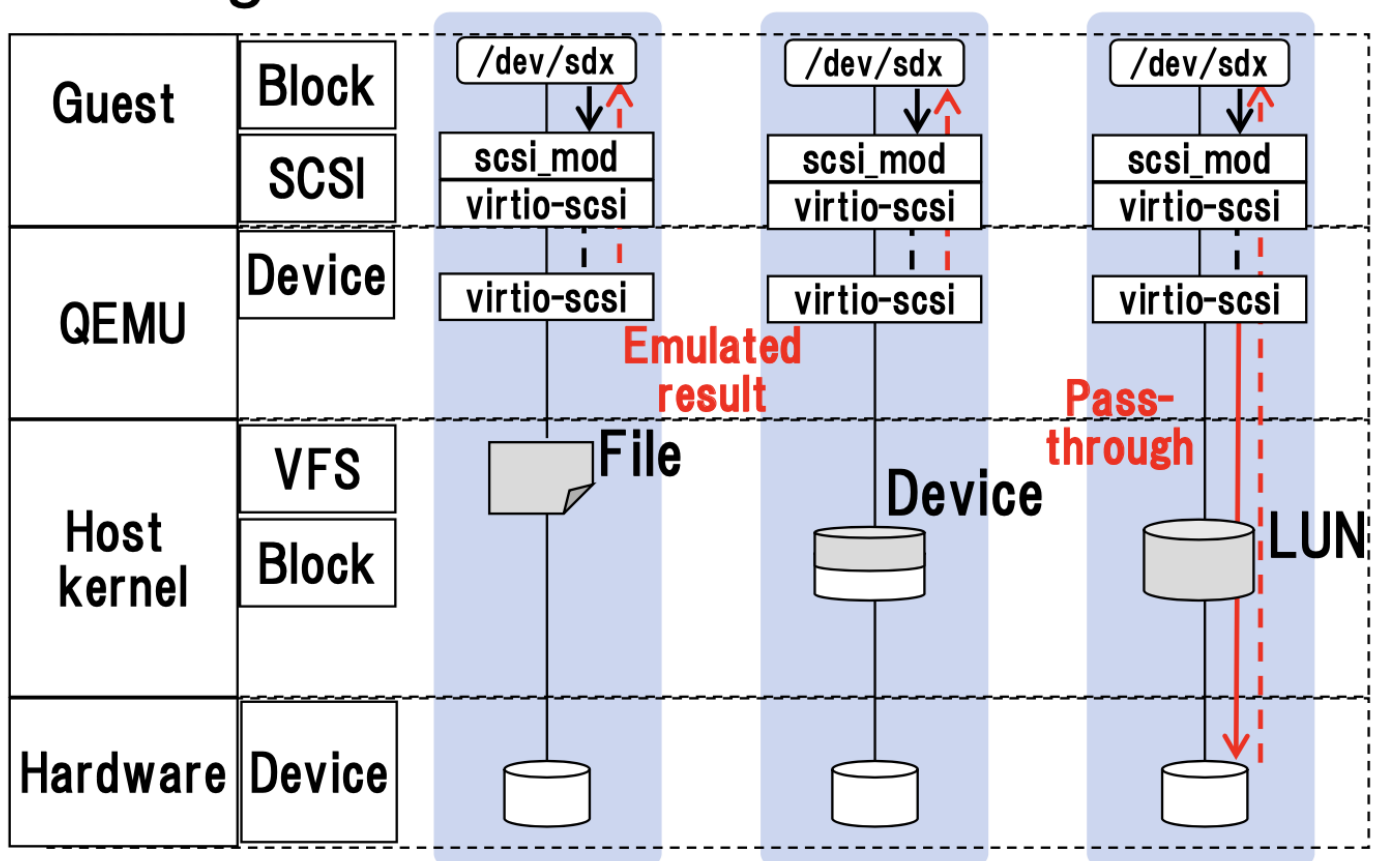 /dev/sdx
/dev/sdx
/dev/sdx
Guest
Block
SCSI
scsi_mod
scsi_mod
scsi_mod
virtio-scsi
virtio-scsi
virtio-scsi
QEMU
Device
virtio-scsi
virtio-scsi
virtio-scsi
Emulated
result
Pass-
through
Host
kernel
VFS
Block
File
Device
LUN
Hardware
Device